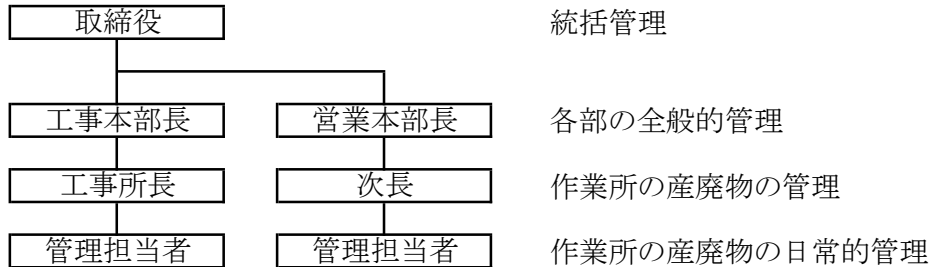 取締役 統括管理
工事本部長 営業本部長 各部の全般的管理
工事所長 次長 作業所の産廃物の管理
管理担当者 管理担当者 作業所の産廃物の日常的管理